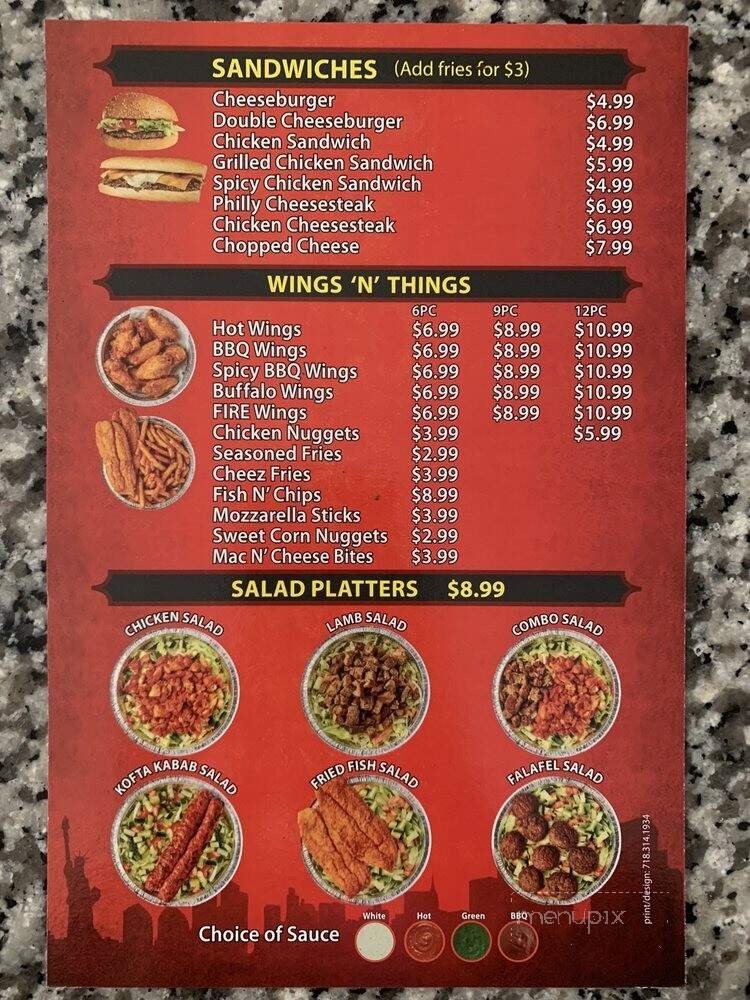 SANDWICHES (Add fries for $3)
Cheeseburger $4.99
Double Cheeseburger $6.99
Chicken Sandwich $4.99
Grilled Chicken Sandwich $5.99
Spicy Chicken Sandwich $4.99
Philly Cheesesteak $6.99
Chicken Cheesesteak $6.99
Chopped Cheese $7.99
WINGS ‘N’ THINGS
6PC 9PC 12PC
Hot Wings $6.99 $8.99 $10.99
BBQ Wings $6.99 $8.99 $10.99
Spicy BBQ Wings $6.99 $8.99 $10.99
Buffalo Wings $6.99 $8.99 $10.99
FIRE Wings $6.99 $8.99 $10.99
Chicken Nuggets $3.99 $5.99
Seasoned Fries $2.99
Cheez Fries $3.99
Fish N’ Chips $8.99
Mozzarella Sticks $3.99
Sweet Corn Nuggets $2.99
Mac N’ Cheese Bites $3.99
SALAD PLATTERS $8.99
CHICKEN SALAD LAMB SALAD COMBO SALAD
KOFTA KABAB SALAD FRIED FISH SALAD FALAFEL SALAD
print/design: 718.314.1934
Choice of Sauce White Hot Green BBQ
menupix